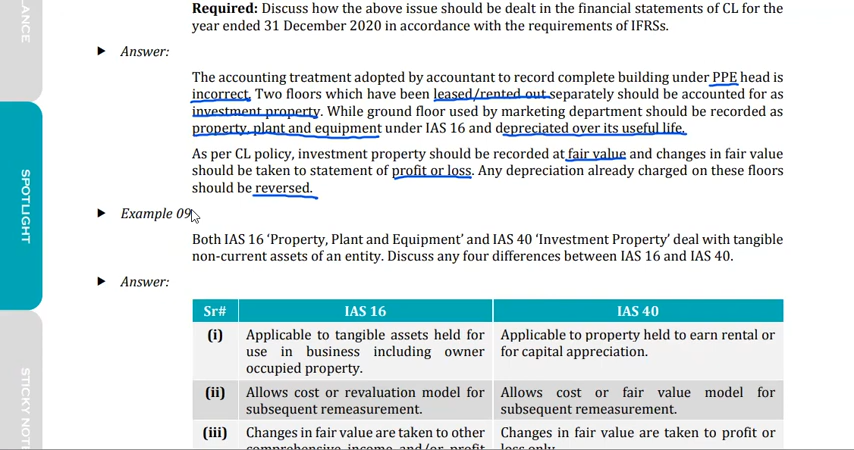 LANCE
SPOTLIGHT
STICKY NOT
Required: Discuss how the above issue should be dealt in the financial statements of CL for the
year ended 31 December 2020 in accordance with the requirements of IFRSs.
Answer:
The accounting treatment adopted by accountant to record complete building under PPE head is
incorrect. Two floors which have been leased/rented out separately should be accounted for as
investment property. While ground floor used by marketing department should be recorded as
property, plant and equipment under IAS 16 and depreciated over its useful life.
As per CL policy, investment property should be recorded at fair value and changes in fair value
should be taken to statement of profit or loss. Any depreciation already charged on these floors
should be reversed.
Example 09
Both IAS 16 ‘Property, Plant and Equipment’ and IAS 40 ‘Investment Property’ deal with tangible
non-current assets of an entity. Discuss any four differences between IAS 16 and IAS 40.
Answer:
Sr# IAS 16 IAS 40
(i) Applicable to tangible assets held for Applicable to property held to earn rental or
use in business including owner for capital appreciation.
occupied property.
(ii) Allows cost or revaluation model for Allows cost or fair value model for
subsequent remeasurement. subsequent remeasurement.
(iii) Changes in fair value are taken to other Changes in fair value are taken to profit or
comprehensive income and/or profit loss only.